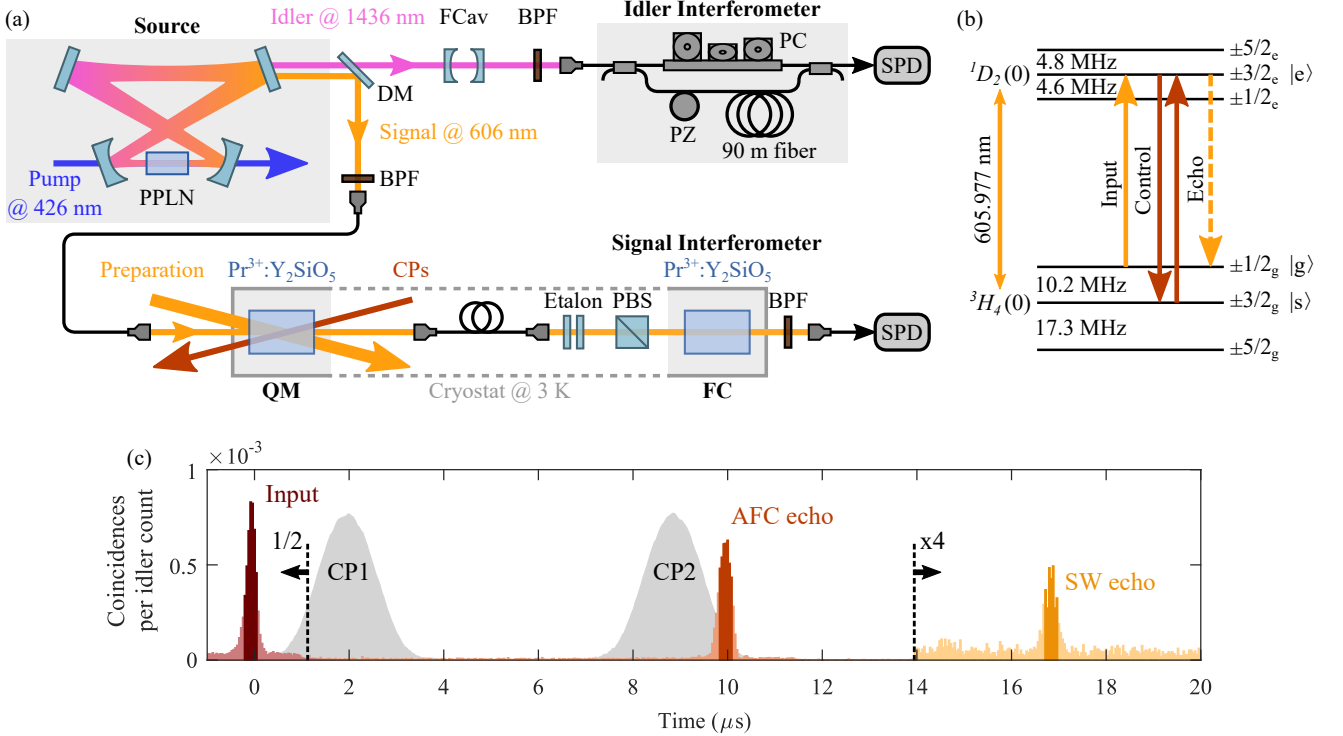 (a)
Source
Idler @ 1436 nm
FCav
BPF
Idler Interferometer
PC
SPD
DM
PZ
90 m fiber
Signal @ 606 nm
BPF
Pump
@ 426 nm
PPLN
Signal Interferometer
Preparation
Pr³⁺:Y₂SiO₅
CPs
Etalon
PBS
Pr³⁺:Y₂SiO₅
BPF
SPD
QM
Cryostat @ 3 K
FC
(b)
±5/2ₑ
4.8 MHz
¹D₂(0)
±3/2ₑ |e⟩
4.6 MHz
±1/2ₑ
605.977 nm
Input
Control
Echo
±1/2g |g⟩
10.2 MHz
³H₄(0)
±3/2g |s⟩
17.3 MHz
±5/2g
(c)
×10⁻³
1
0.5
0
Coincidences
per idler count
Input
1/2
CP1
CP2
AFC echo
x4
SW echo
0 2 4 6 8 10 12 14 16 18 20
Time (μs)